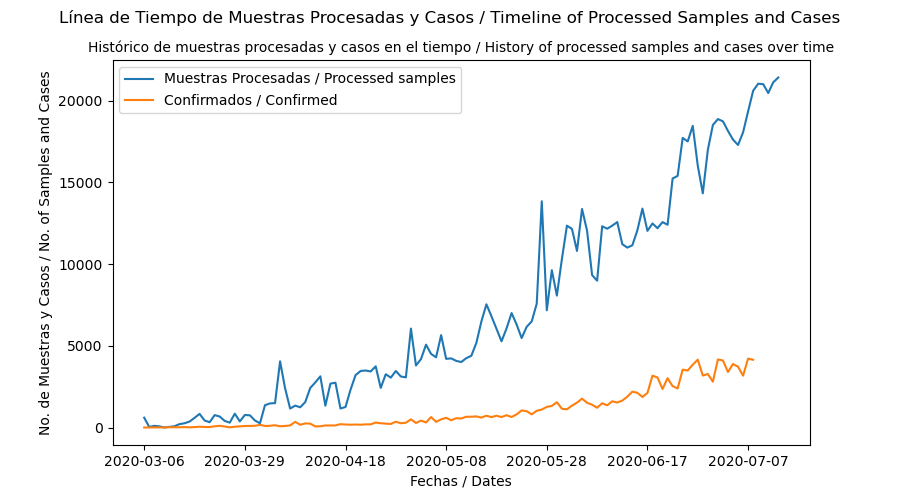 Línea de Tiempo de Muestras Procesadas y Casos / Timeline of Processed Samples and Cases
Histórico de muestras procesadas y casos en el tiempo / History of processed samples and cases over time
Muestras Procesadas / Processed samples
Confirmados / Confirmed
No. de Muestras y Casos / No. of Samples and Cases
20000
15000
10000
5000
0
2020-03-06 2020-03-29 2020-04-18 2020-05-08 2020-05-28 2020-06-17 2020-07-07
Fechas / Dates